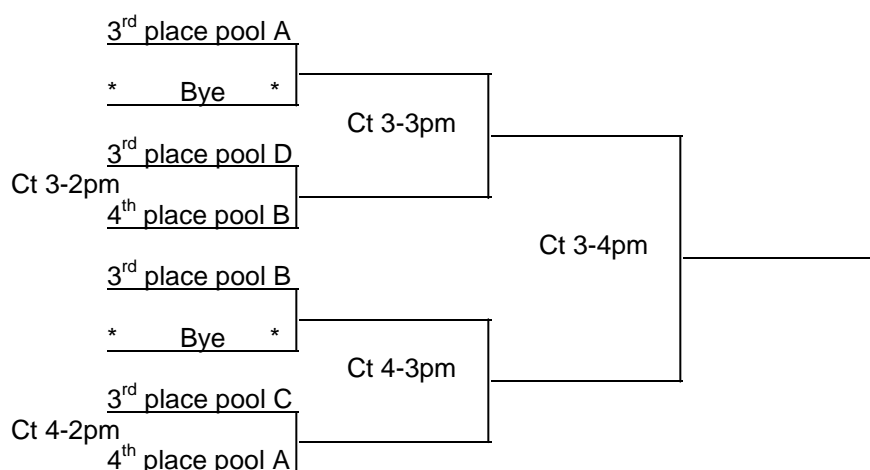 3rd place pool A
* Bye *
Ct 3-3pm
3rd place pool D
Ct 3-2pm
4th place pool B
Ct 3-4pm
3rd place pool B
* Bye *
Ct 4-3pm
3rd place pool C
Ct 4-2pm
4th place pool A